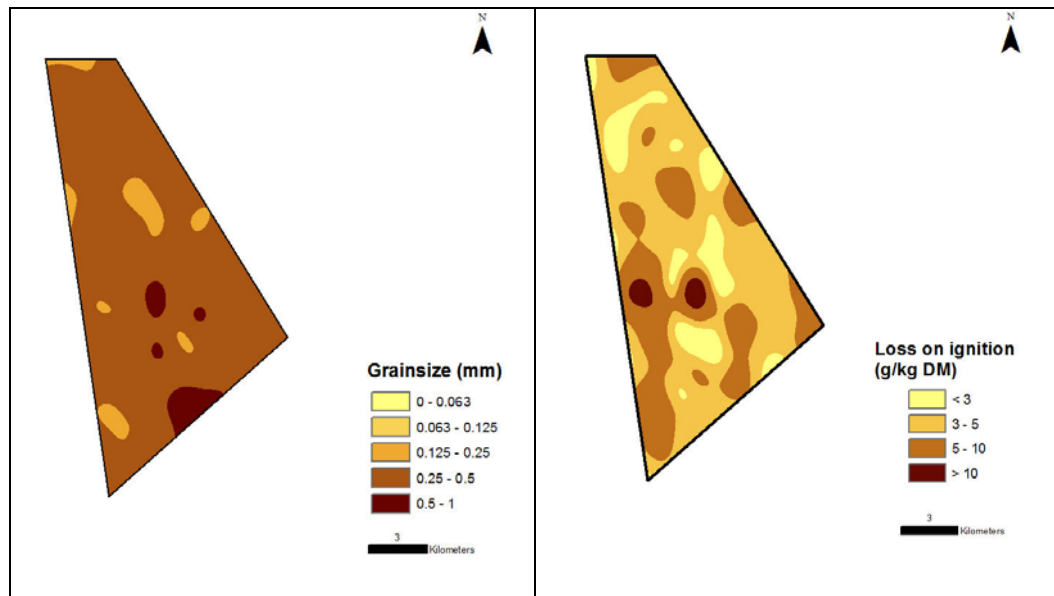 N
Grainsize (mm)
0 - 0.063
0.063 - 0.125
0.125 - 0.25
0.25 - 0.5
0.5 - 1
3
Kilometers
N
Loss on ignition
(g/kg DM)
< 3
3 - 5
5 - 10
> 10
3
Kilometers